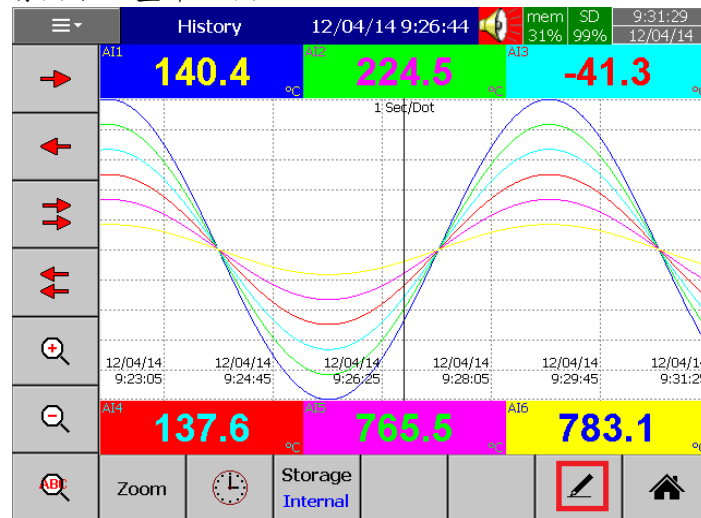 History
12/04/14 9:26:44
mem 31%
SD 99%
9:31:29
12/04/14
AI1
140.4
°C
AI2
224.5
°C
AI3
-41.3
1 Sec/Dot
12/04/14
9:23:05
12/04/14
9:24:45
12/04/14
9:26:25
12/04/14
9:28:05
12/04/14
9:29:45
AI4
137.6
°C
AI5
765.5
°C
AI6
783.1
ABC
Zoom
Storage
Internal